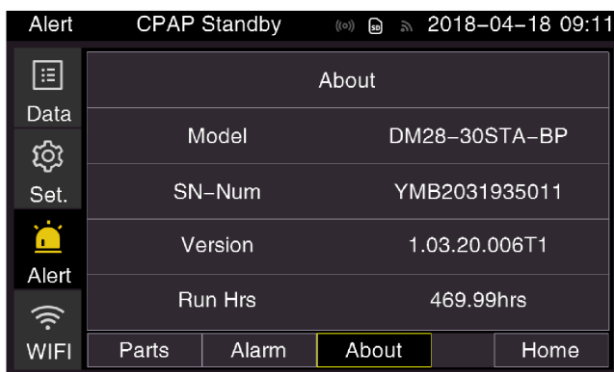 Alert CPAP Standby SD 2018-04-18 09:11
Data
Set.
Alert
WIFI
About
Model DM28-30STA-BP
SN-Num YMB2031935011
Version 1.03.20.006T1
Run Hrs 469.99hrs
Parts Alarm About Home